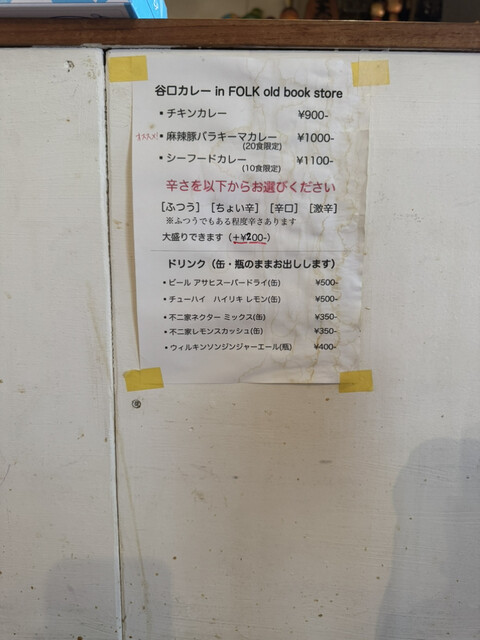 谷口カレー in FOLK old book store
・チキンカレー ¥900-
オススメ! ・麻辣豚バラキーマカレー ¥1000-
(20食限定)
・シーフードカレー ¥1100-
(10食限定)
辛さを以下からお選びください
[ふつう] [ちょい辛] [辛口] [激辛]
※ふつうでもある程度辛さあります
大盛りできます (+¥200-)
ドリンク（缶・瓶のままお出しします）
・ビール アサヒスーパードライ(缶) ¥500-
・チューハイ ハイリキ レモン(缶) ¥500-
・不二家ネクター ミックス(缶) ¥350-
・不二家レモンスカッシュ(缶) ¥350-
・ウィルキンソンジンジャーエール(瓶) ¥400-